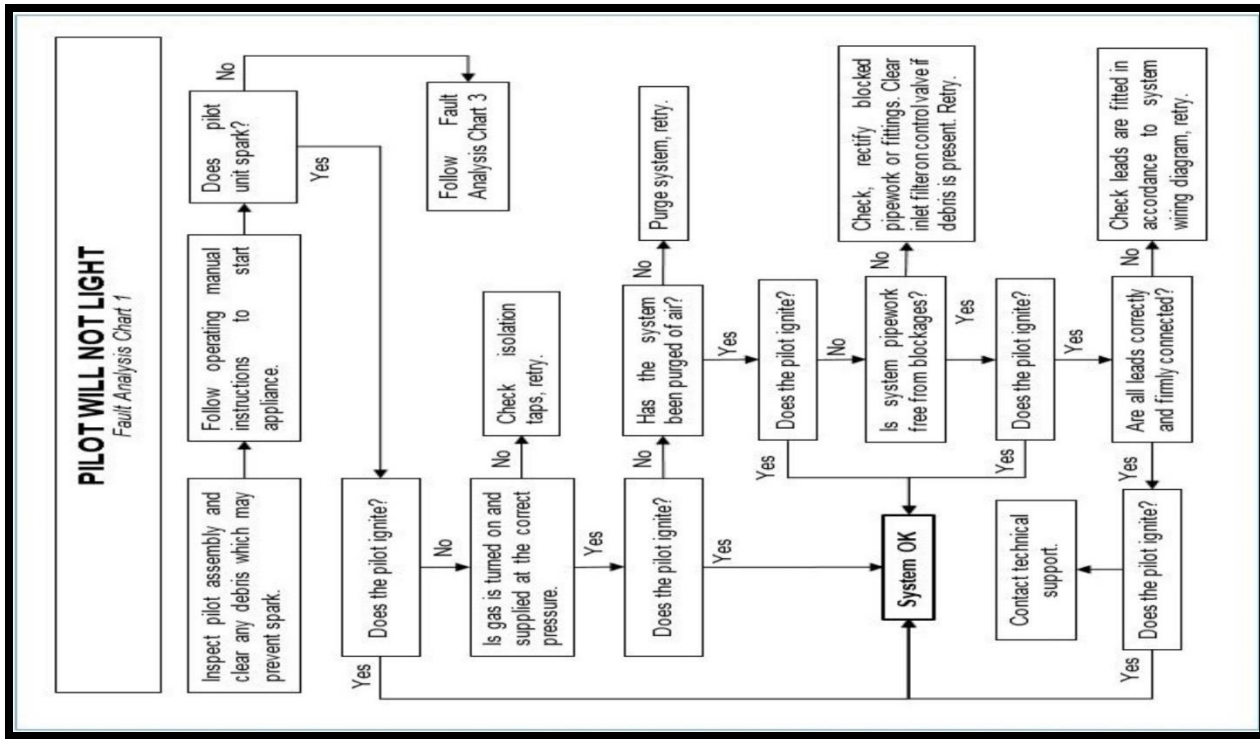 PILOT WILL NOT LIGHT
Fault Analysis Chart 1
Inspect pilot assembly and
clear any debris which may
prevent spark.
Follow operating manual
instructions to start
appliance.
Does pilot
unit spark?
No
Yes
Follow Fault
Analysis Chart 3
Does the pilot ignite?
Yes
No
Is gas is turned on and
supplied at the correct
pressure.
No
Check isolation
taps, retry.
Yes
Does the pilot ignite?
No
Yes
Has the system
been purged of air?
No
Purge system, retry.
Yes
Does the pilot ignite?
Yes
No
Is system pipework
free from blockages?
No
Check, rectify blocked
pipework or fittings. Clear
inlet filter on control valve if
debris is present. Retry.
Yes
Does the pilot ignite?
Yes
Yes
System OK
Are all leads correctly
and firmly connected?
No
Check leads are fitted in
accordance to system
wiring diagram, retry.
Yes
Does the pilot ignite?
Yes
Contact technical
support.